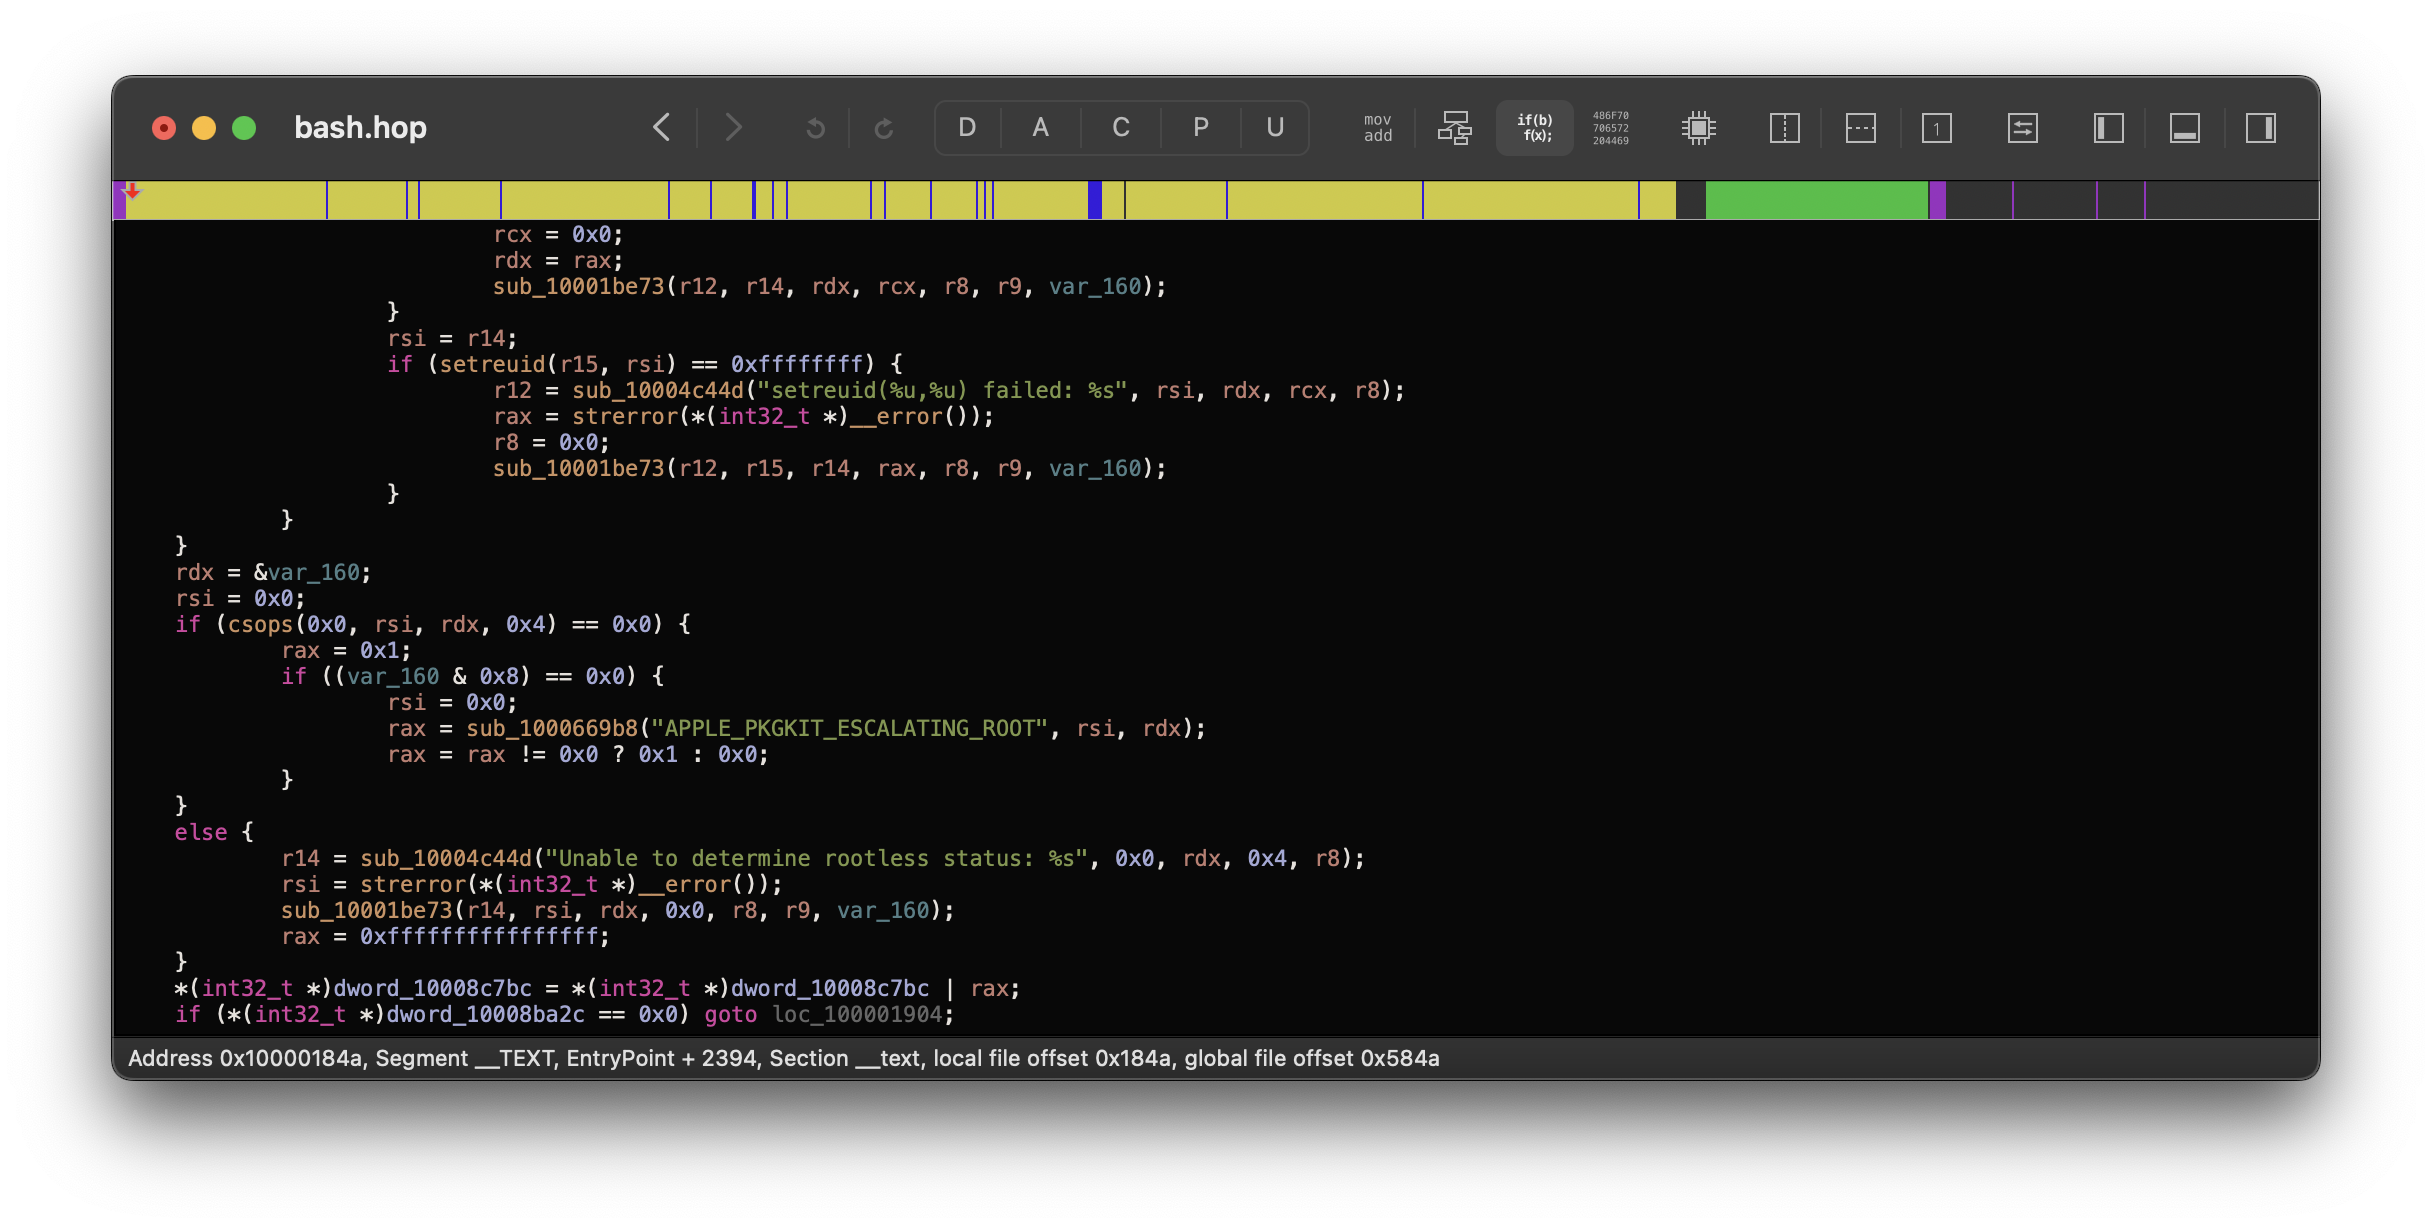 bash.hop
D A C P U
mov
add
if(b)
f(x);
486F70
706572
204469
1
rcx = 0x0;
rdx = rax;
sub_10001be73(r12, r14, rdx, rcx, r8, r9, var_160);
}
rsi = r14;
if (setreuid(r15, rsi) == 0xffffffff) {
r12 = sub_10004c44d("setreuid(%u,%u) failed: %s", rsi, rdx, rcx, r8);
rax = strerror(*(int32_t *)__error());
r8 = 0x0;
sub_10001be73(r12, r15, r14, rax, r8, r9, var_160);
}
}
}
rdx = &var_160;
rsi = 0x0;
if (csops(0x0, rsi, rdx, 0x4) == 0x0) {
rax = 0x1;
if ((var_160 & 0x8) == 0x0) {
rsi = 0x0;
rax = sub_1000669b8("APPLE_PKGKIT_ESCALATING_ROOT", rsi, rdx);
rax = rax != 0x0 ? 0x1 : 0x0;
}
}
else {
r14 = sub_10004c44d("Unable to determine rootless status: %s", 0x0, rdx, 0x4, r8);
rsi = strerror(*(int32_t *)__error());
sub_10001be73(r14, rsi, rdx, 0x0, r8, r9, var_160);
rax = 0xffffffffffffffff;
}
*(int32_t *)dword_10008c7bc = *(int32_t *)dword_10008c7bc | rax;
if (*(int32_t *)dword_10008ba2c == 0x0) goto loc_100001904;
Address 0x10000184a, Segment __TEXT, EntryPoint + 2394, Section __text, local file offset 0x184a, global file offset 0x584a